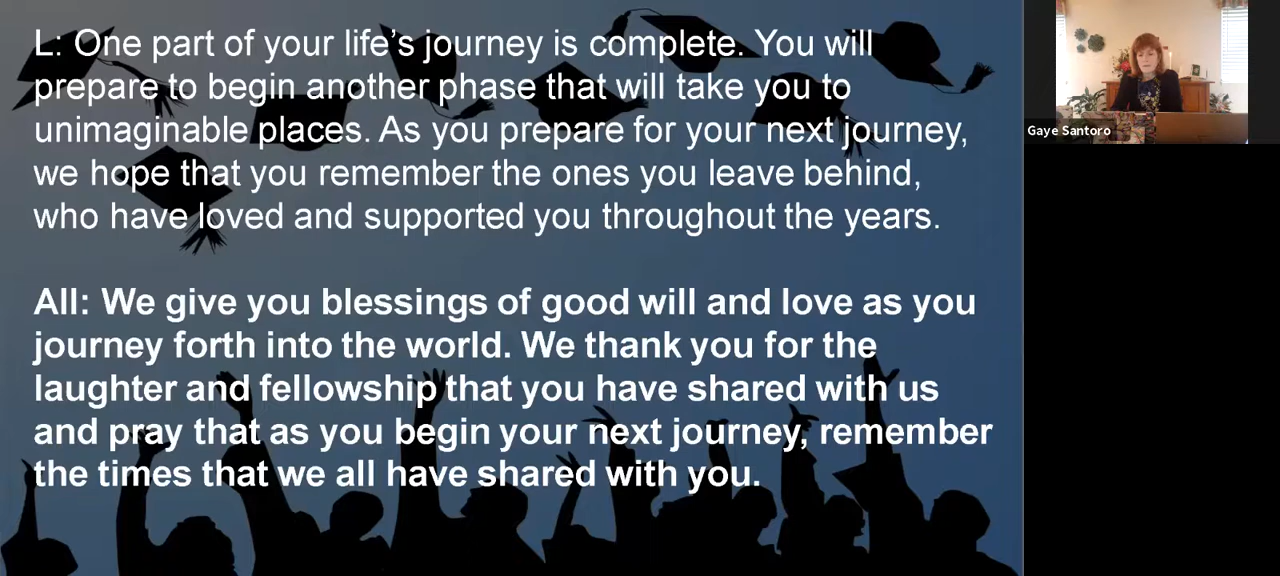 L: One part of your life’s journey is complete. You will
prepare to begin another phase that will take you to
unimaginable places. As you prepare for your next journey,
we hope that you remember the ones you leave behind,
who have loved and supported you throughout the years.
All: We give you blessings of good will and love as you
journey forth into the world. We thank you for the
laughter and fellowship that you have shared with us
and pray that as you begin your next journey, remember
the times that we all have shared with you.
Gaye Santoro